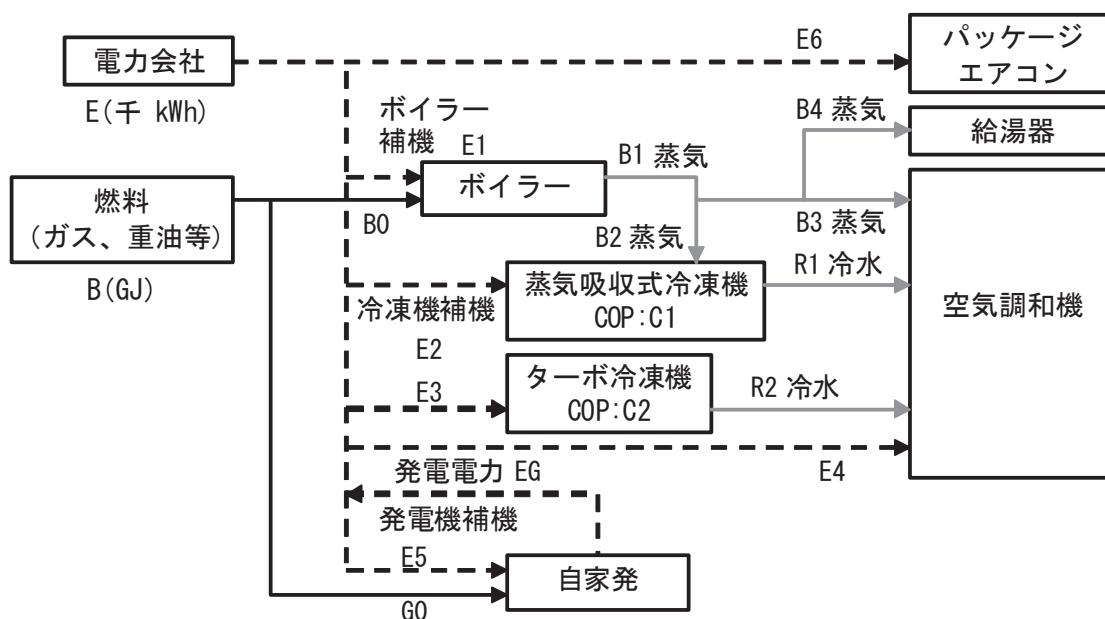 電力会社
E(千 kWh)
E6
パッケージ
エアコン
ボイラー
補機
E1
B4 蒸気
給湯器
燃料
(ガス、重油等)
B(GJ)
B0
ボイラー
B1 蒸気
B2 蒸気
B3 蒸気
冷凍機補機
E2
蒸気吸収式冷凍機
COP:C1
R1 冷水
空気調和機
E3
ターボ冷凍機
COP:C2
R2 冷水
E4
発電電力 EG
発電機補機
E5
自家発
G0